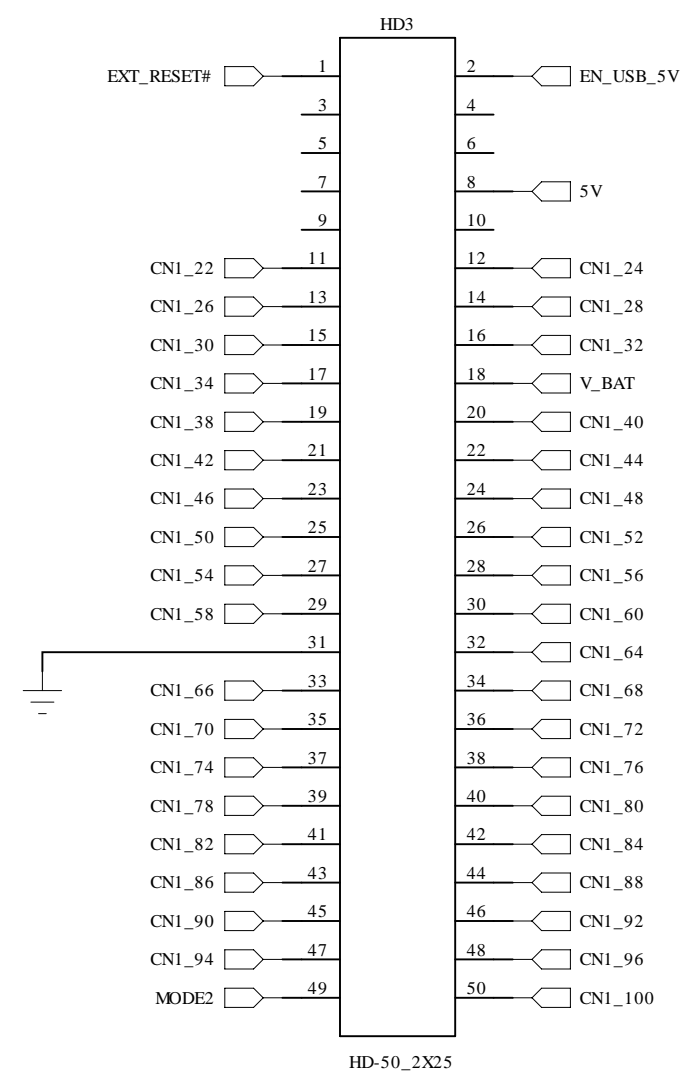 HD3
EXT_RESET# 1 2 EN_USB_5V
3 4
5 6
7 8 5V
9 10
CN1_22 11 12 CN1_24
CN1_26 13 14 CN1_28
CN1_30 15 16 CN1_32
CN1_34 17 18 V_BAT
CN1_38 19 20 CN1_40
CN1_42 21 22 CN1_44
CN1_46 23 24 CN1_48
CN1_50 25 26 CN1_52
CN1_54 27 28 CN1_56
CN1_58 29 30 CN1_60
31 32 CN1_64
CN1_66 33 34 CN1_68
CN1_70 35 36 CN1_72
CN1_74 37 38 CN1_76
CN1_78 39 40 CN1_80
CN1_82 41 42 CN1_84
CN1_86 43 44 CN1_88
CN1_90 45 46 CN1_92
CN1_94 47 48 CN1_96
MODE2 49 50 CN1_100
HD-50_2X25